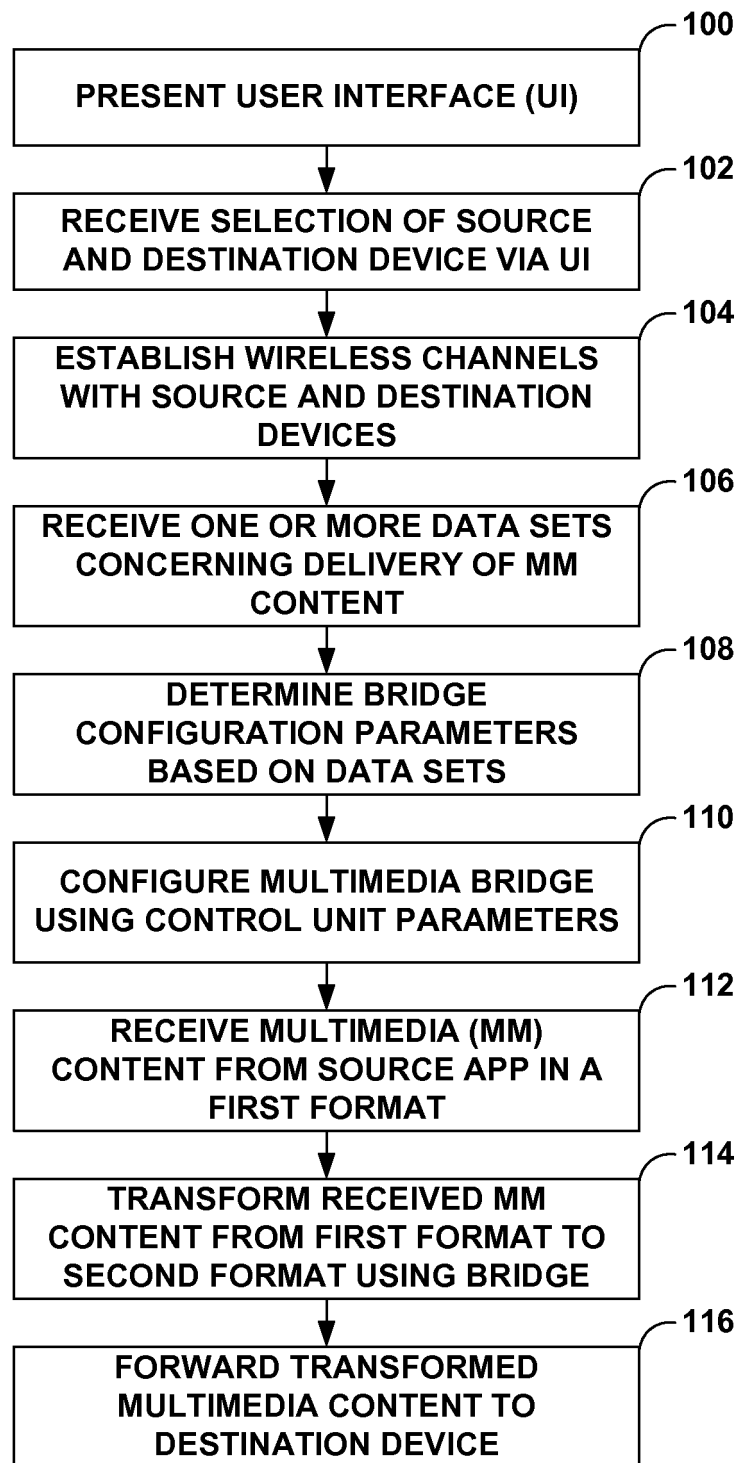 100
PRESENT USER INTERFACE (UI)
102
RECEIVE SELECTION OF SOURCE
AND DESTINATION DEVICE VIA UI
104
ESTABLISH WIRELESS CHANNELS
WITH SOURCE AND DESTINATION
DEVICES
106
RECEIVE ONE OR MORE DATA SETS
CONCERNING DELIVERY OF MM
CONTENT
108
DETERMINE BRIDGE
CONFIGURATION PARAMETERS
BASED ON DATA SETS
110
CONFIGURE MULTIMEDIA BRIDGE
USING CONTROL UNIT PARAMETERS
112
RECEIVE MULTIMEDIA (MM)
CONTENT FROM SOURCE APP IN A
FIRST FORMAT
114
TRANSFORM RECEIVED MM
CONTENT FROM FIRST FORMAT TO
SECOND FORMAT USING BRIDGE
116
FORWARD TRANSFORMED
MULTIMEDIA CONTENT TO
DESTINATION DEVICE